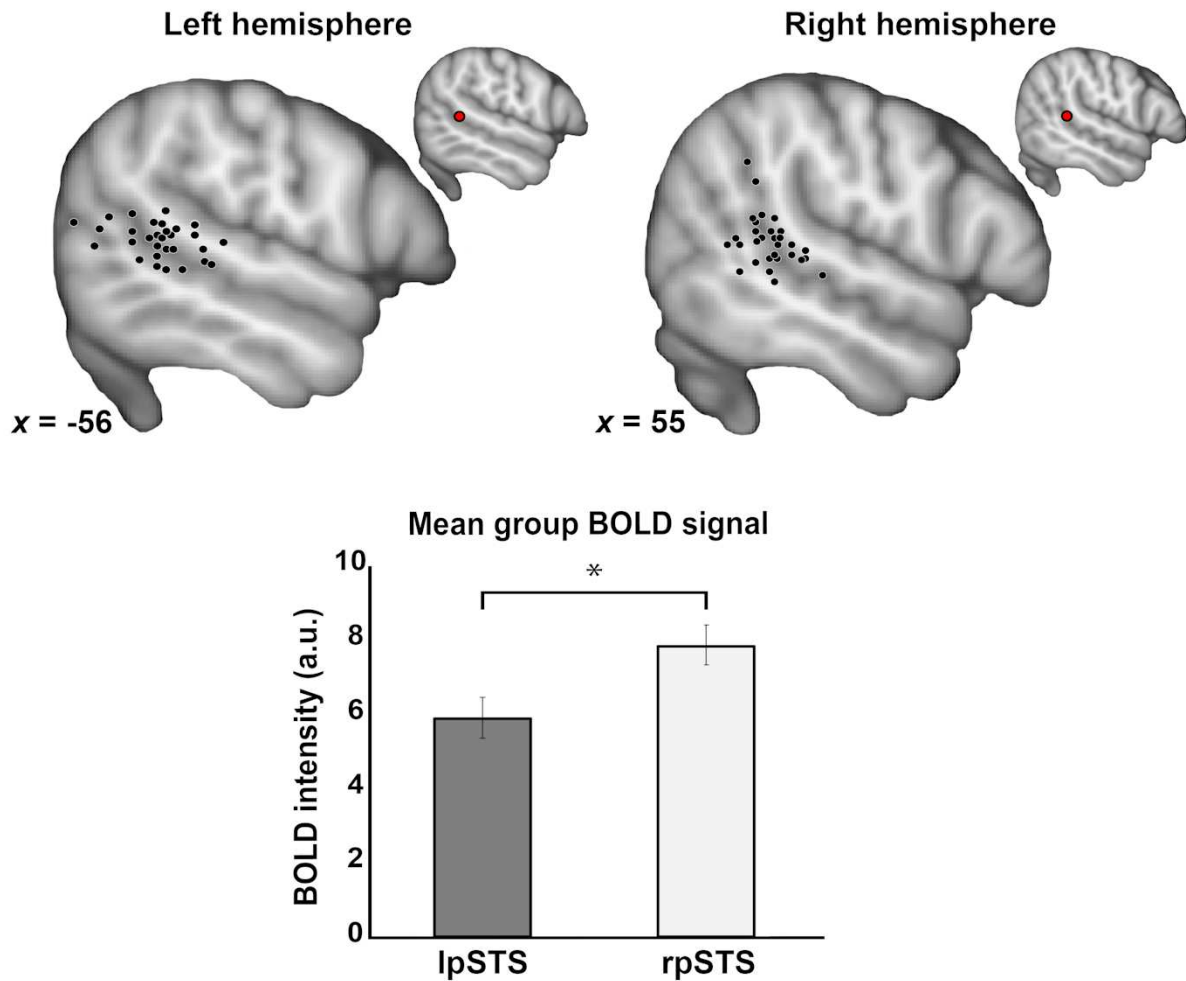 Left hemisphere
Right hemisphere
x = -56
x = 55
Mean group BOLD signal
*
BOLD intensity (a.u.)
10
8
6
4
2
0
lpSTS
rpSTS